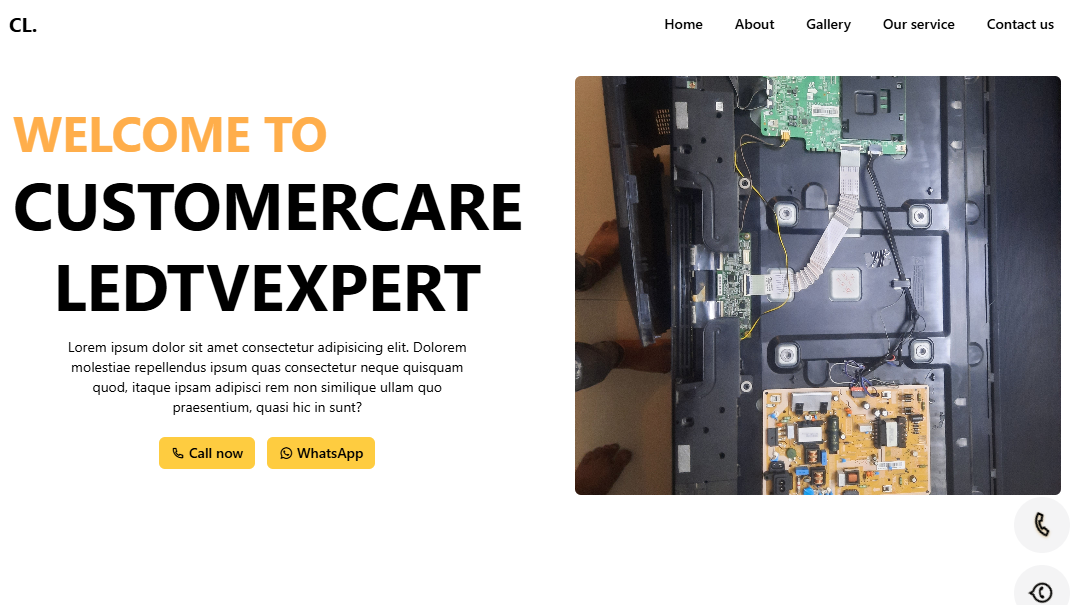 CL.
Home About Gallery Our service Contact us
WELCOME TO
CUSTOMERCARE
LEDTVEXPERT
Lorem ipsum dolor sit amet consectetur adipisicing elit. Dolorem
molestiae repellendus ipsum quas consectetur neque quisquam
quod, itaque ipsam adipisci rem non similique ullam quo
praesentium, quasi hic in sunt?
Call now WhatsApp